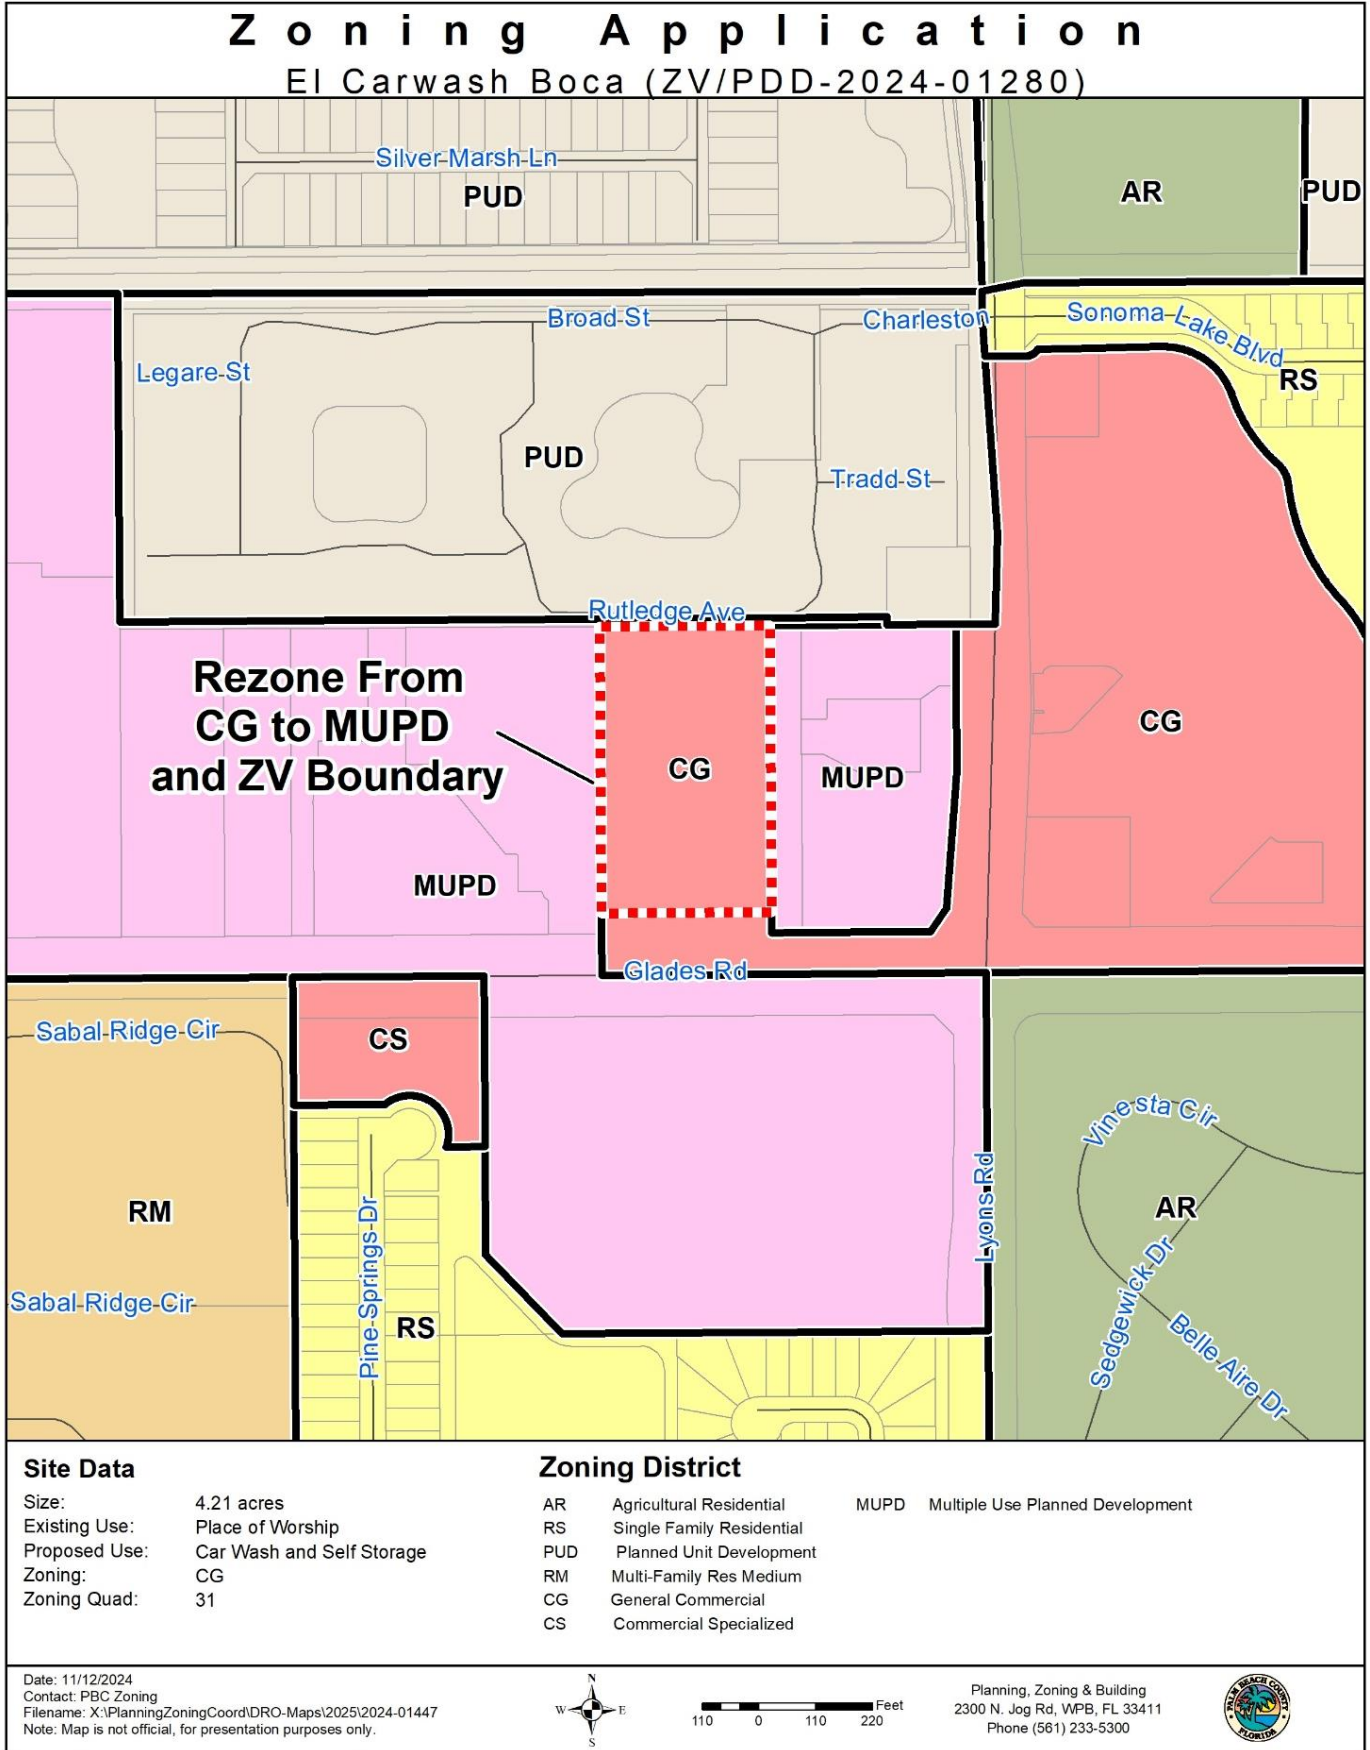 Zoning Application
El Carwash Boca (ZV/PDD-2024-01280)
Silver Marsh Ln
PUD
AR
PUD
Broad St
Charleston
Sonoma Lake Blvd
Legare St
RS
PUD
Tradd St
Rutledge Ave
Rezone From
CG to MUPD
and ZV Boundary
CG
MUPD
CG
MUPD
Glades Rd
Sabal Ridge Cir
CS
Vinesta Cir
RM
Pine Springs Dr
Lyons Rd
AR
Sedgewick Dr
Sabal Ridge Cir
RS
Belle Aire Dr
Site Data
Size: 4.21 acres
Existing Use: Place of Worship
Proposed Use: Car Wash and Self Storage
Zoning: CG
Zoning Quad: 31
Zoning District
AR Agricultural Residential
RS Single Family Residential
PUD Planned Unit Development
RM Multi-Family Res Medium
CG General Commercial
CS Commercial Specialized
MUPD Multiple Use Planned Development
Date: 11/12/2024
Contact: PBC Zoning
Filename: X:\PlanningZoningCoord\DRO-Maps\2025\2024-01447
Note: Map is not official, for presentation purposes only.
N
W E
S
Feet
110 0 110 220
Planning, Zoning & Building
2300 N. Jog Rd, WPB, FL 33411
Phone (561) 233-5300
PALM BEACH COUNTY
FLORIDA